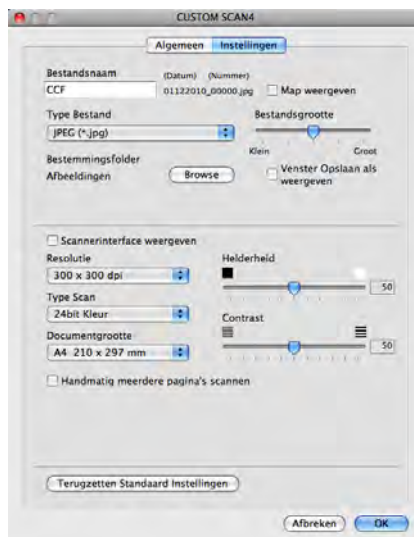 CUSTOM SCAN4
Algemeen Instellingen
Bestandsnaam (Datum) (Nummer)
CCF 01122010_00000.jpg Map weergeven
Type Bestand Bestandsgrootte
JPEG (*.jpg)
Klein Groot
Bestemmingsfolder
Afbeeldingen Browse Venster Opslaan als
weergeven
Scannerinterface weergeven
Resolutie Helderheid
300 x 300 dpi 50
Type Scan
24bit Kleur Contrast
Documentgrootte
A4 210 x 297 mm 50
Handmatig meerdere pagina's scannen
Terugzetten Standaard Instellingen
Afbreken OK